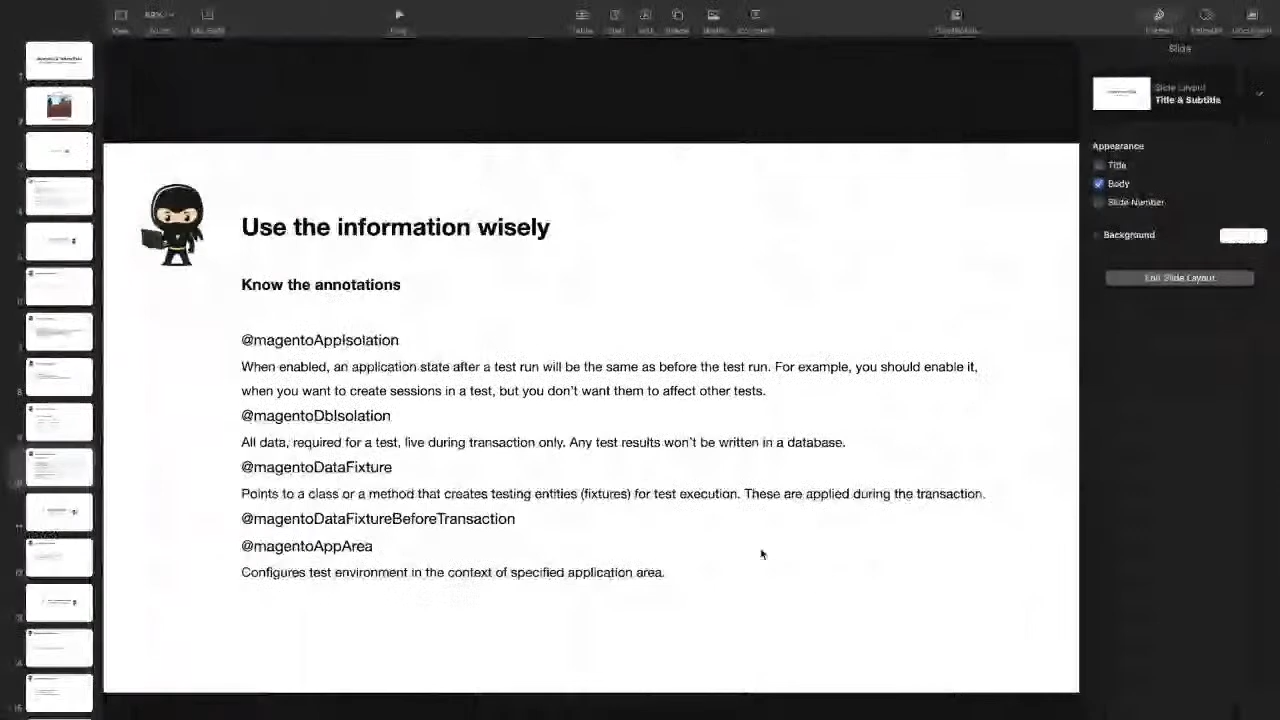 Slide
Slide Layout
Title & Subtitle
Appearance
Title
Body
Slide Number
Background
Edit Slide Layout
Use the information wisely
Know the annotations
@magentoAppIsolation
When enabled, an application state after a test run will be the same as before the test run. For example, you should enable it,
when you want to create sessions in a test, but you don't want them to affect other tests.
@magentoDbIsolation
All data, required for a test, live during transaction only. Any test results won't be written in a database.
@magentoDataFixture
Points to a class or a method that creates testing entities (fixtures) for test execution. These are applied during the transaction.
@magentoDataFixtureBeforeTransaction
@magentoAppArea
Configures test environment in the context of specified application area.